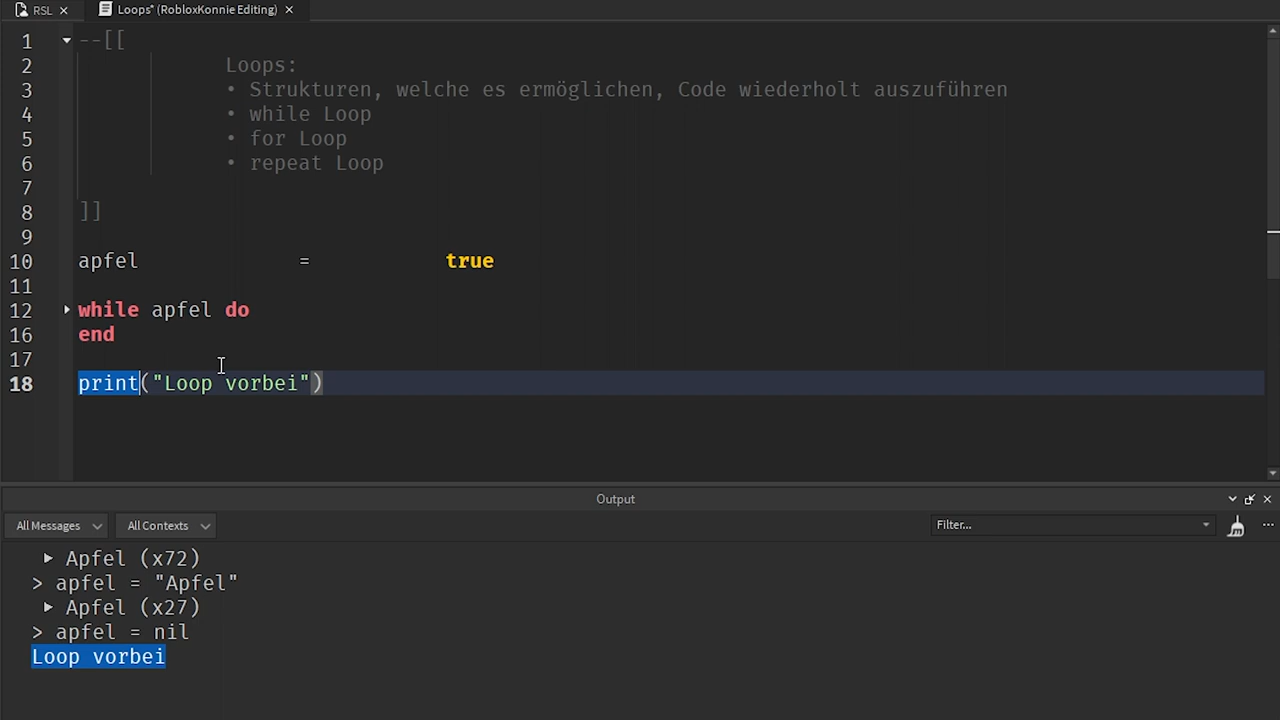 RSL
Loops* (RobloxKonnie Editing)
1 --[[
2 Loops:
3 • Strukturen, welche es ermöglichen, Code wiederholt auszuführen
4 • while Loop
5 • for Loop
6 • repeat Loop
7
8 ]]
9
10 apfel = true
11
12 while apfel do
16 end
17
18 print("Loop vorbei")
Output
All Messages All Contexts Filter...
Apfel (x72)
> apfel = "Apfel"
Apfel (x27)
> apfel = nil
Loop vorbei